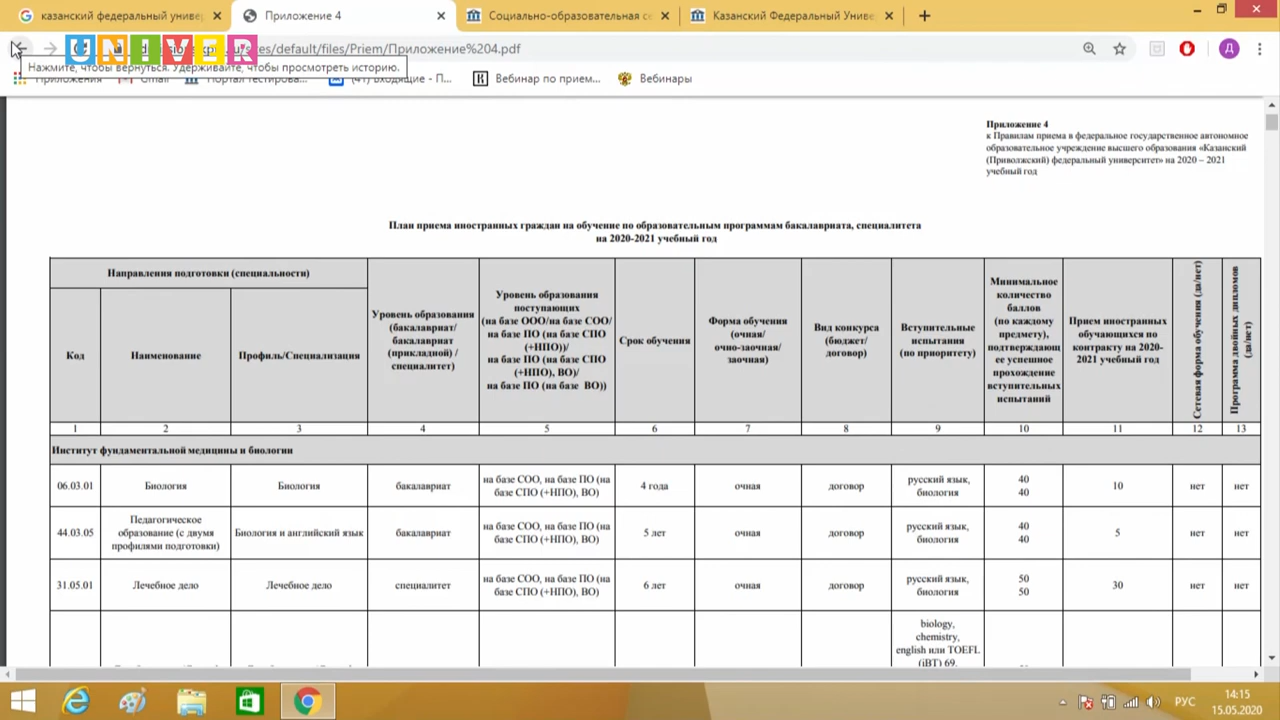 казанский федеральный универ
Приложение 4
Социально-образовательная се
Казанский Федеральный Униве
UNIVER
/sites/default/files/Priem/Приложение%204.pdf
Д
Нажмите, чтобы вернуться. Удерживайте, чтобы просмотреть историю.
Приложения
Gmail
Портал тестирова...
(41) Входящие - П...
Вебинар по прием...
Вебинары
Приложение 4
к Правилам приема в федеральное государственное автономное
образовательное учреждение высшего образования «Казанский
(Приволжский) федеральный университет» на 2020 – 2021
учебный год
План приема иностранных граждан на обучение по образовательным программам бакалавриата, специалитета
на 2020-2021 учебный год
Направления подготовки (специальности)
Код
Наименование
Профиль/Специализация
Уровень образования
(бакалавриат/
бакалавриат
(прикладной) /
специалитет)
Уровень образования
поступающих
(на базе ООО/на базе СОО/
на базе ПО (на базе СПО
(+НПО))/
на базе ПО (на базе СПО
(+НПО), ВО)/
на базе ПО (на базе ВО))
Срок обучения
Форма обучения
(очная/
очно-заочная/
заочная)
Вид конкурса
(бюджет/
договор)
Вступительные
испытания
(по приоритету)
Минимальное
количество
баллов
(по каждому
предмету),
подтверждающ
ее успешное
прохождение
вступительных
испытаний
Прием иностранных
обучающихся по
контракту на 2020-
2021 учебный год
Сетевая форма обучения (да/нет)
Программа двойных дипломов
(да/нет)
1 2 3 4 5 6 7 8 9 10 11 12 13
Институт фундаментальной медицины и биологии
06.03.01
Биология
Биология
бакалавриат
на базе СОО, на базе ПО (на
базе СПО (+НПО), ВО)
4 года
очная
договор
русский язык,
биология
40
40
10
нет
нет
44.03.05
Педагогическое
образование (с двумя
профилями подготовки)
Биология и английский язык
бакалавриат
на базе СОО, на базе ПО (на
базе СПО (+НПО), ВО)
5 лет
очная
договор
русский язык,
биология
40
40
5
нет
нет
31.05.01
Лечебное дело
Лечебное дело
специалитет
на базе СОО, на базе ПО (на
базе СПО (+НПО), ВО)
6 лет
очная
договор
русский язык,
биология
50
50
30
нет
нет
biology,
chemistry,
english или TOEFL
(iBT) 69,
РУС
14:15
15.05.2020